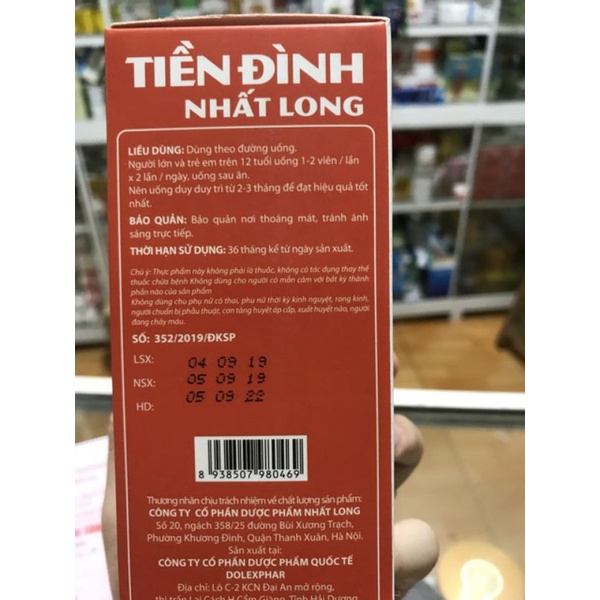 TIỀN ĐÌNH
NHẤT LONG
LIỀU DÙNG: Dùng theo đường uống.
Người lớn và trẻ em trên 12 tuổi uống 1-2 viên / lần
x 2 lần / ngày, uống sau ăn.
Nên uống duy duy trì từ 2-3 tháng để đạt hiệu quả tốt
nhất.
BẢO QUẢN: Bảo quản nơi thoáng mát, tránh ánh
sáng trực tiếp.
THỜI HẠN SỬ DỤNG: 36 tháng kể từ ngày sản xuất.
Chú ý: Thực phẩm này không phải là thuốc, không có tác dụng thay thế
thuốc chữa bệnh Không dùng cho người có mẫn cảm với bất kỳ thành
phần nào của sản phẩm
Không dùng cho phụ nữ có thai, phụ nữ thời kỳ kinh nguyệt, rong kinh,
người chuẩn bị phẫu thuật, cơn tăng huyết áp cấp, xuất huyết não, người
đang chảy máu.
SỐ: 352/2019/ĐKSP
LSX: 04 09 19
NSX: 05 09 19
HD: 05 09 22
8 938507 980469
Thương nhân chịu trách nhiệm về chất lượng sản phẩm:
CÔNG TY CỔ PHẦN DƯỢC PHẨM NHẤT LONG
Số 20, ngách 358/25 đường Bùi Xương Trạch,
Phường Khương Đình, Quận Thanh Xuân, Hà Nội.
Sản xuất tại:
CÔNG TY CỔ PHẦN DƯỢC PHẨM QUỐC TẾ
DOLEXPHAR
Địa chỉ: Lô C-2 KCN Đại An mở rộng,
thị trấn Lai Cách H.Cẩm Giàng, Tỉnh Hải Dương